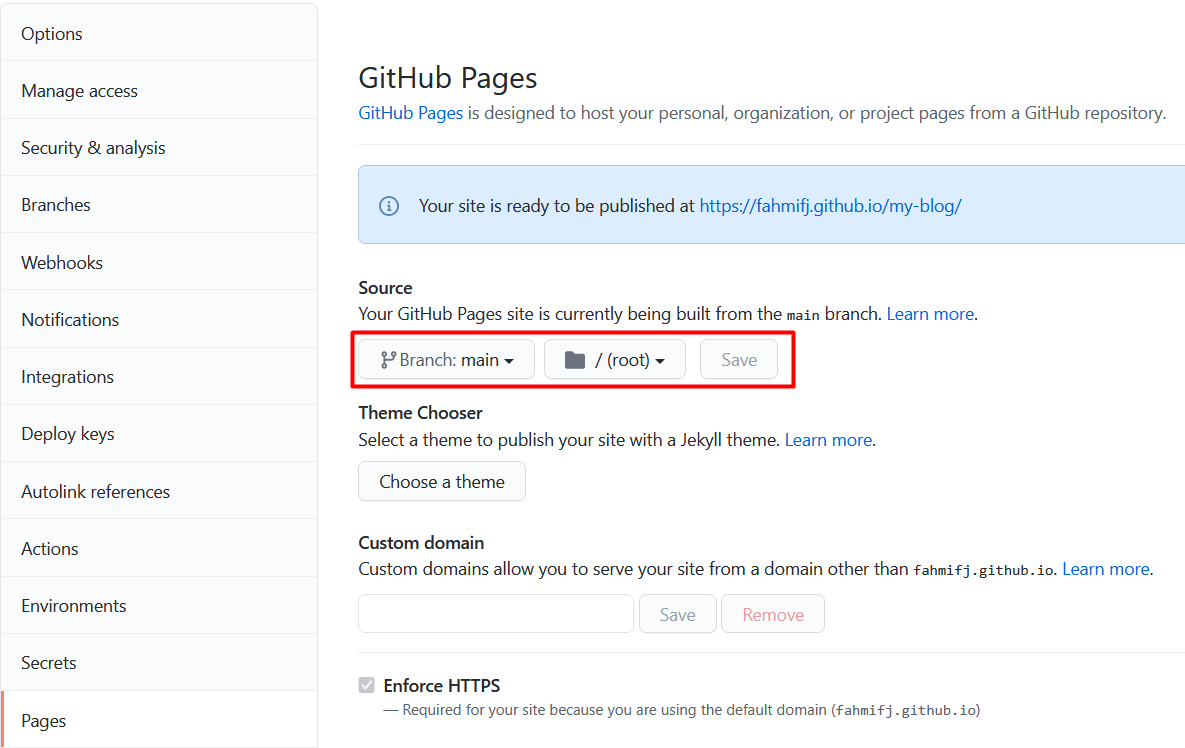 Options
Manage access
Security & analysis
Branches
Webhooks
Notifications
Integrations
Deploy keys
Autolink references
Actions
Environments
Secrets
Pages
GitHub Pages
GitHub Pages is designed to host your personal, organization, or project pages from a GitHub repository.
Your site is ready to be published at https://fahmifj.github.io/my-blog/
Source
Your GitHub Pages site is currently being built from the main branch. Learn more.
Branch: main / (root) Save
Theme Chooser
Select a theme to publish your site with a Jekyll theme. Learn more.
Choose a theme
Custom domain
Custom domains allow you to serve your site from a domain other than fahmifj.github.io. Learn more.
Save Remove
Enforce HTTPS
— Required for your site because you are using the default domain (fahmifj.github.io)